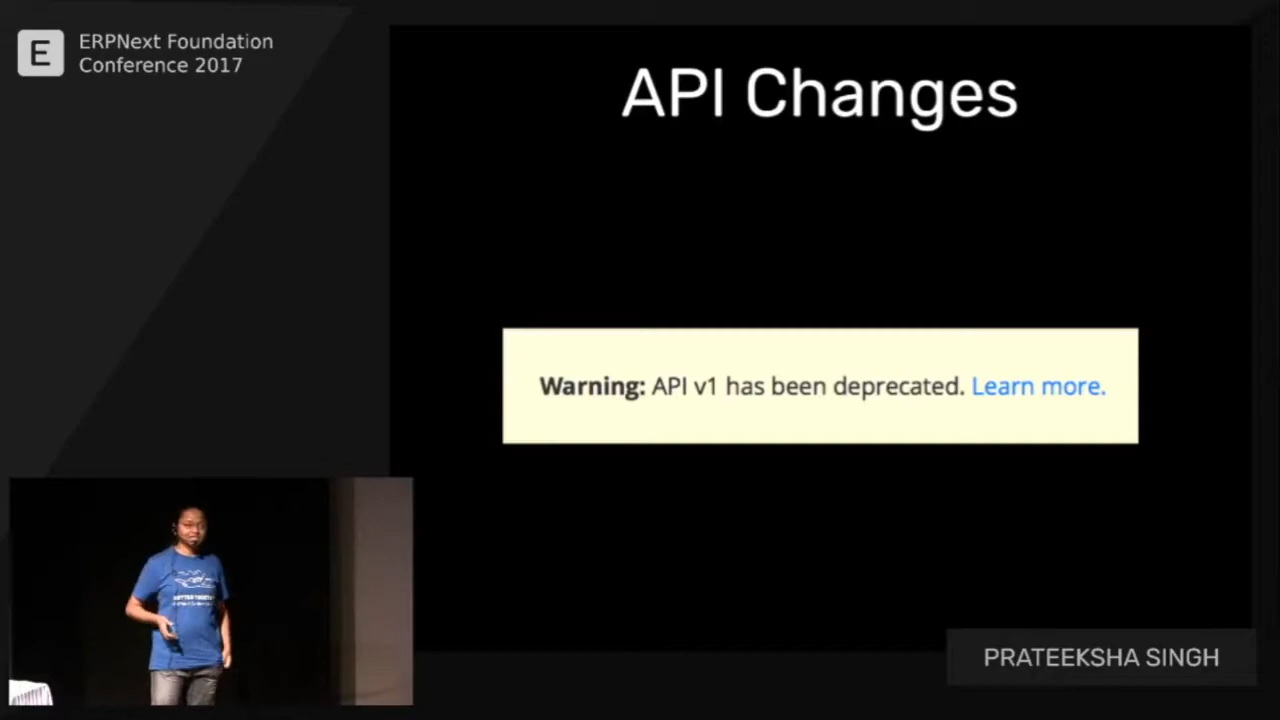 E
ERPNext Foundation
Conference 2017
API Changes
Warning: API v1 has been deprecated. Learn more.
PRATEEKSHA SINGH